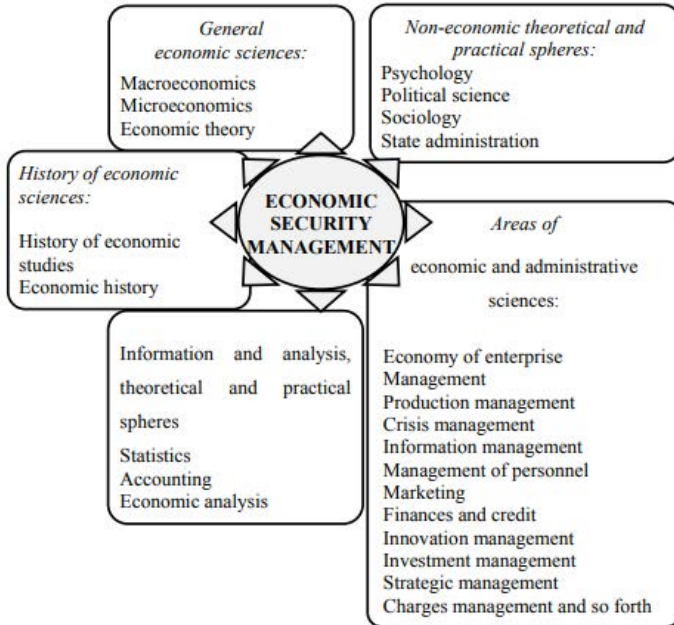 General
economic sciences:
Macroeconomics
Microeconomics
Economic theory
Non-economic theoretical and
practical spheres:
Psychology
Political science
Sociology
State administration
History of economic
sciences:
History of economic
studies
Economic history
ECONOMIC
SECURITY
MANAGEMENT
Areas of
economic and administrative
sciences:
Economy of enterprise
Management
Production management
Crisis management
Information management
Management of personnel
Marketing
Finances and credit
Innovation management
Investment management
Strategic management
Charges management and so forth
Information and analysis,
theoretical and practical
spheres
Statistics
Accounting
Economic analysis